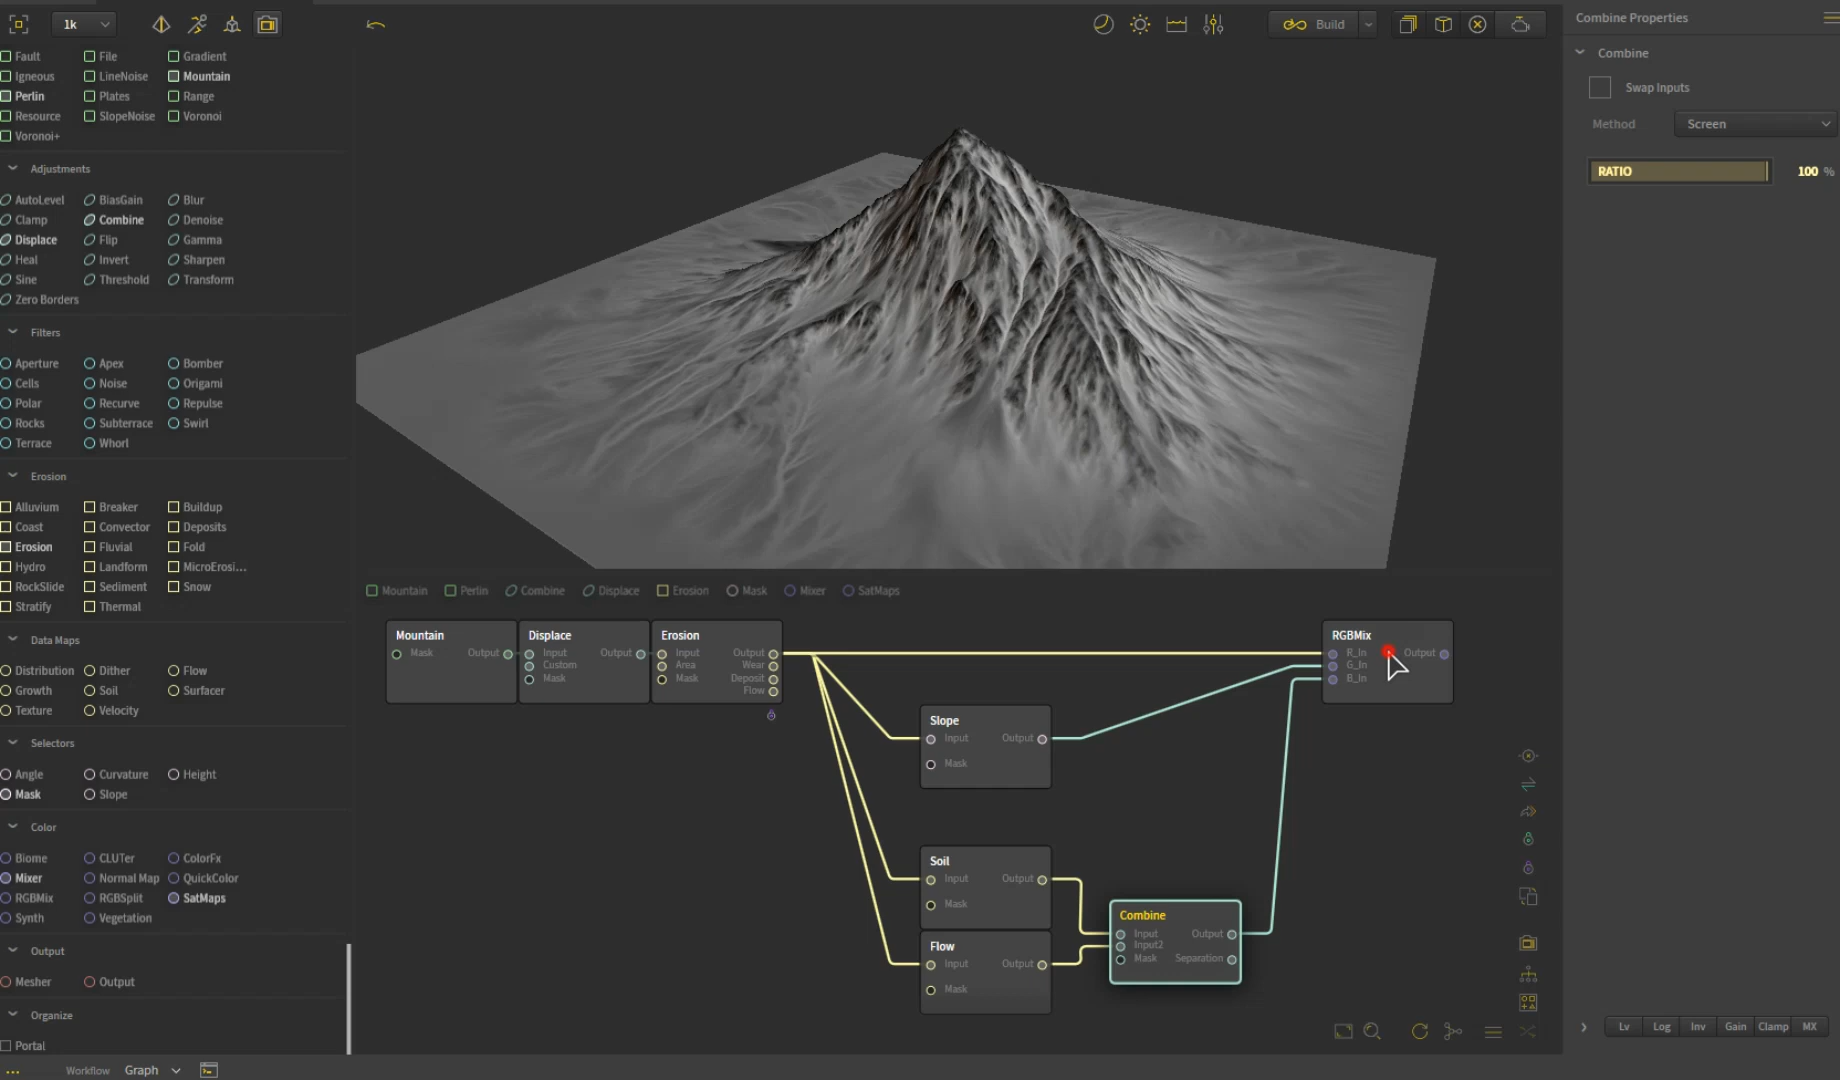 1k
Build
Combine Properties
Combine
Swap Inputs
Method Screen
RATIO 100 %
Fault File Gradient
Igneous LineNoise Mountain
Perlin Plates Range
Resource SlopeNoise Voronoi
Voronoi+
Adjustments
AutoLevel BiasGain Blur
Clamp Combine Denoise
Displace Flip Gamma
Heal Invert Sharpen
Sine Threshold Transform
Zero Borders
Filters
Aperture Apex Bomber
Cells Noise Origami
Polar Recurve Repulse
Rocks Subterrace Swirl
Terrace Whorl
Erosion
Alluvium Breaker Buildup
Coast Convector Deposits
Erosion Fluvial Fold
Hydro Landform MicroErosi...
RockSlide Sediment Snow
Stratify Thermal
Data Maps
Distribution Dither Flow
Growth Soil Surfacer
Texture Velocity
Selectors
Angle Curvature Height
Mask Slope
Color
Biome CLUTer ColorFx
Mixer Normal Map QuickColor
RGBMix RGBSplit SatMaps
Synth Vegetation
Output
Mesher Output
Organize
Portal
Mountain Perlin Combine Displace Erosion Mask Mixer SatMaps
Mountain
Mask Output
Displace
Input Output
Custom
Mask
Erosion
Input Output
Area Wear
Mask Deposit
Flow
RGBMix
R_In Output
G_In
B_In
Slope
Input Output
Mask
Soil
Input Output
Mask
Flow
Input Output
Mask
Combine
Input Output
Input2
Mask Separation
Lv Log Inv Gain Clamp MX
... Workflow Graph